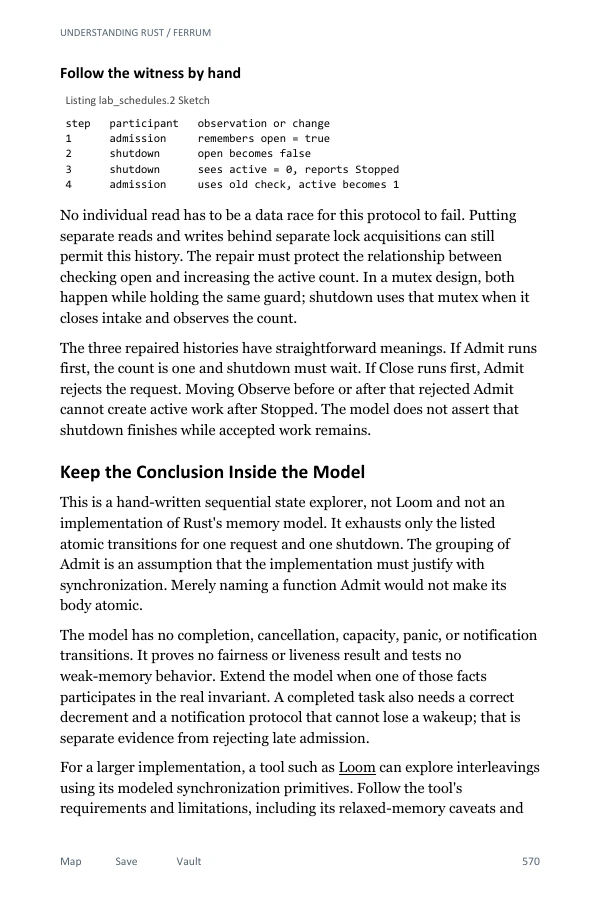 UNDERSTANDING RUST / FERRUM
Follow the witness by hand
Listing lab_schedules.2 Sketch
step participant observation or change
1 admission remembers open = true
2 shutdown open becomes false
3 shutdown sees active = 0, reports Stopped
4 admission uses old check, active becomes 1
No individual read has to be a data race for this protocol to fail. Putting
separate reads and writes behind separate lock acquisitions can still
permit this history. The repair must protect the relationship between
checking open and increasing the active count. In a mutex design, both
happen while holding the same guard; shutdown uses that mutex when it
closes intake and observes the count.
The three repaired histories have straightforward meanings. If Admit runs
first, the count is one and shutdown must wait. If Close runs first, Admit
rejects the request. Moving Observe before or after that rejected Admit
cannot create active work after Stopped. The model does not assert that
shutdown finishes while accepted work remains.
Keep the Conclusion Inside the Model
This is a hand-written sequential state explorer, not Loom and not an
implementation of Rust's memory model. It exhausts only the listed
atomic transitions for one request and one shutdown. The grouping of
Admit is an assumption that the implementation must justify with
synchronization. Merely naming a function Admit would not make its
body atomic.
The model has no completion, cancellation, capacity, panic, or notification
transitions. It proves no fairness or liveness result and tests no
weak-memory behavior. Extend the model when one of those facts
participates in the real invariant. A completed task also needs a correct
decrement and a notification protocol that cannot lose a wakeup; that is
separate evidence from rejecting late admission.
For a larger implementation, a tool such as Loom can explore interleavings
using its modeled synchronization primitives. Follow the tool's
requirements and limitations, including its relaxed-memory caveats and
Map Save Vault 570